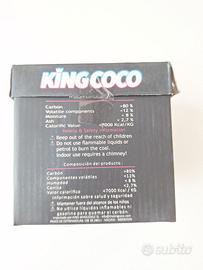 KINGCOCO
Carbon >80 %
Volatile components <12 %
Moisture < 8 %
Ash < 2,7 %
Calorific Value <7000 Kcal/KG
Health & Safety information
⚠ Keep out of the reach of children
⚠ Do not use flammable liquids or
petrol to burn the coal.
Indoor use requires a chimney
Composición del producto :
Carbón >80%
Componentes volátiles <12%
Humedad < 8 %
Ceniza <2,7%
Valor calorífico <7000 Kcal / KG
Información sobre salud y seguridad
⚠ Mantener fuera del alcance de los niños
⚠ No utilice líquidos inflamables o
gasolina para quemar el carbón.
subito